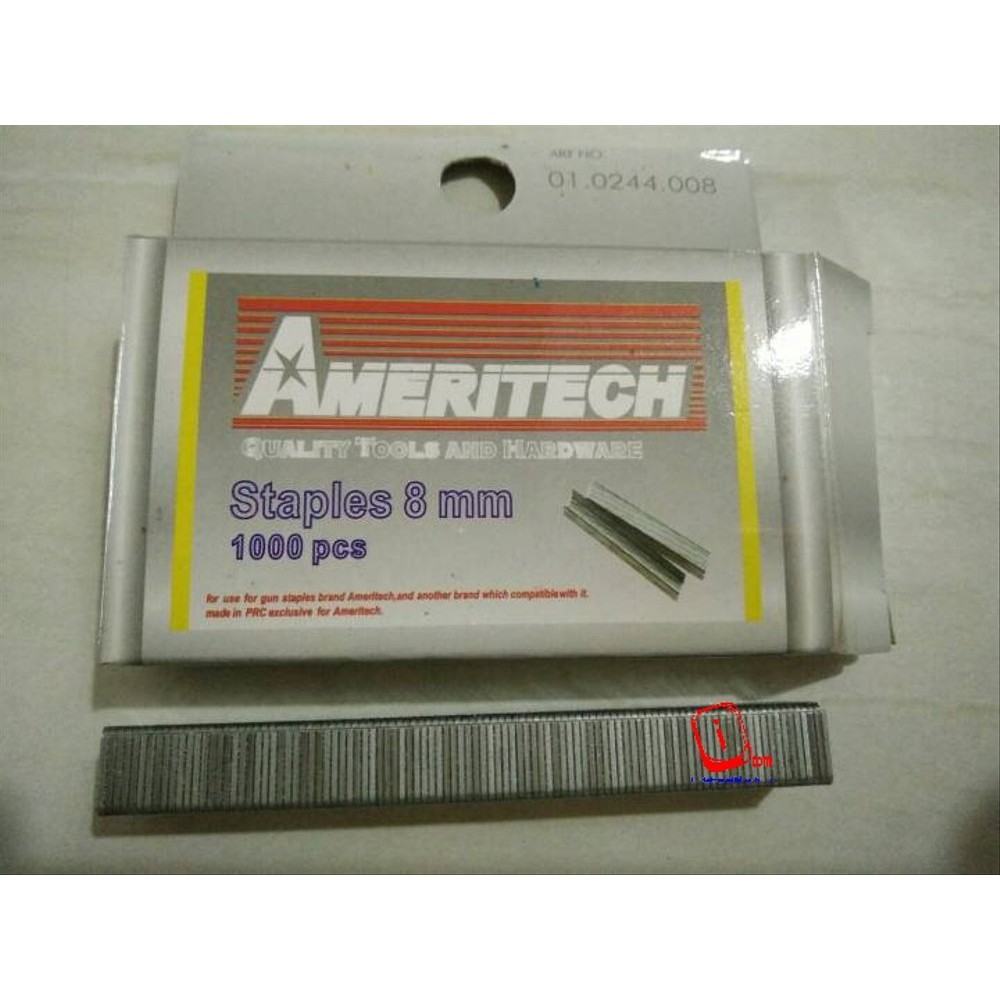 ART NO
01.0244.008
AMERITECH
QUALITY TOOLS AND HARDWARE
Staples 8 mm
1000 pcs
for use for gun staples brand Ameritech,and another brand which compatible with it.
made in PRC exclusive for Ameritech.
i
.com